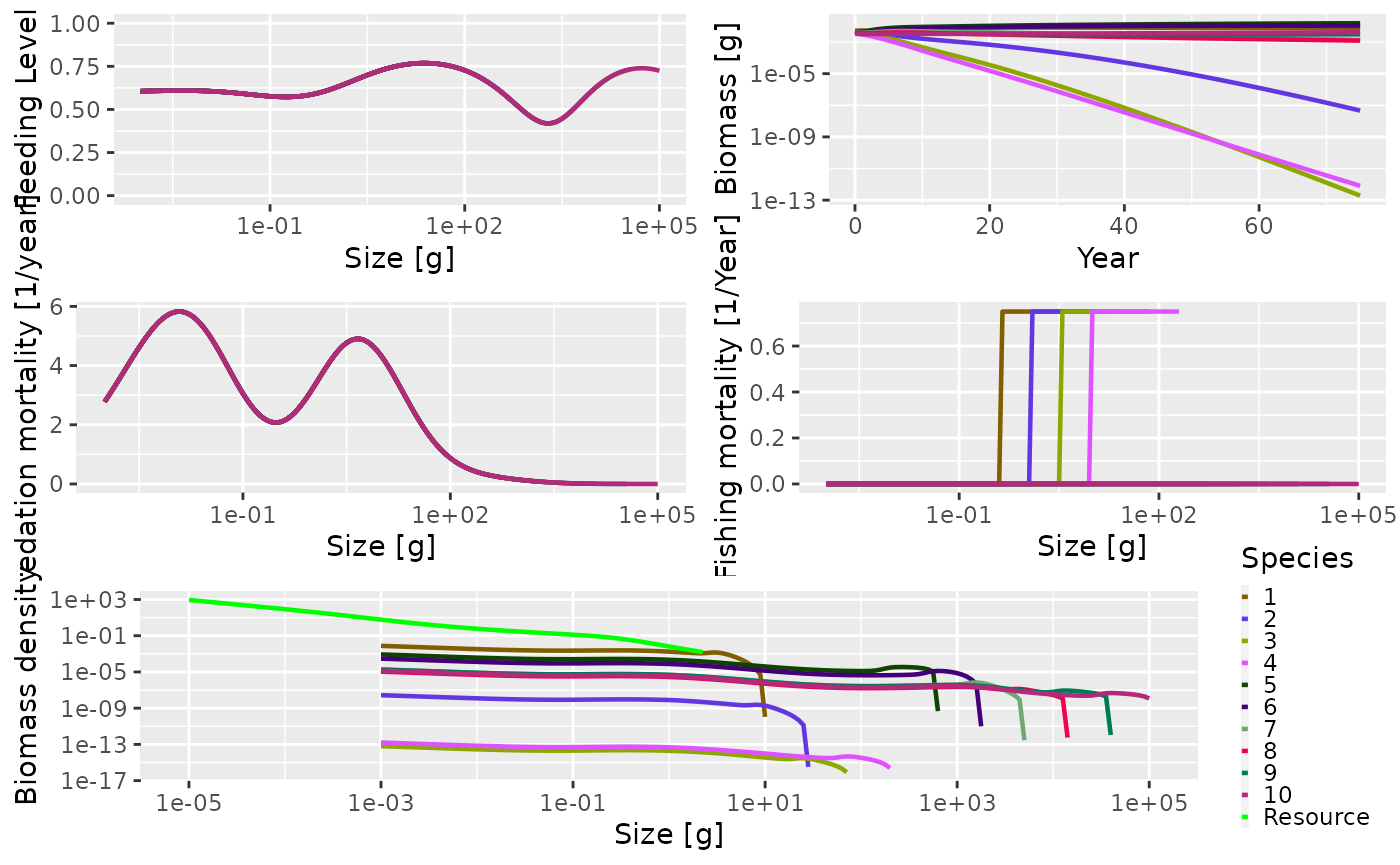 Feeding Level
1.00
0.75
0.50
0.25
0.00
1e-01 1e+02 1e+05
Size [g]
Biomass [g]
1e-05
1e-09
1e-13
0 20 40 60
Year
mortality [1/year]
6
4
2
0
1e-01 1e+02 1e+05
Size [g]
Fishing mortality [1/Year]
0.6
0.4
0.2
0.0
1e-01 1e+02 1e+05
Size [g]
Biomass density
1e+03
1e-01
1e-05
1e-09
1e-13
1e-17
1e-05 1e-03 1e-01 1e+01 1e+03 1e+05
Size [g]
Species
1
2
3
4
5
6
7
8
9
10
Resource